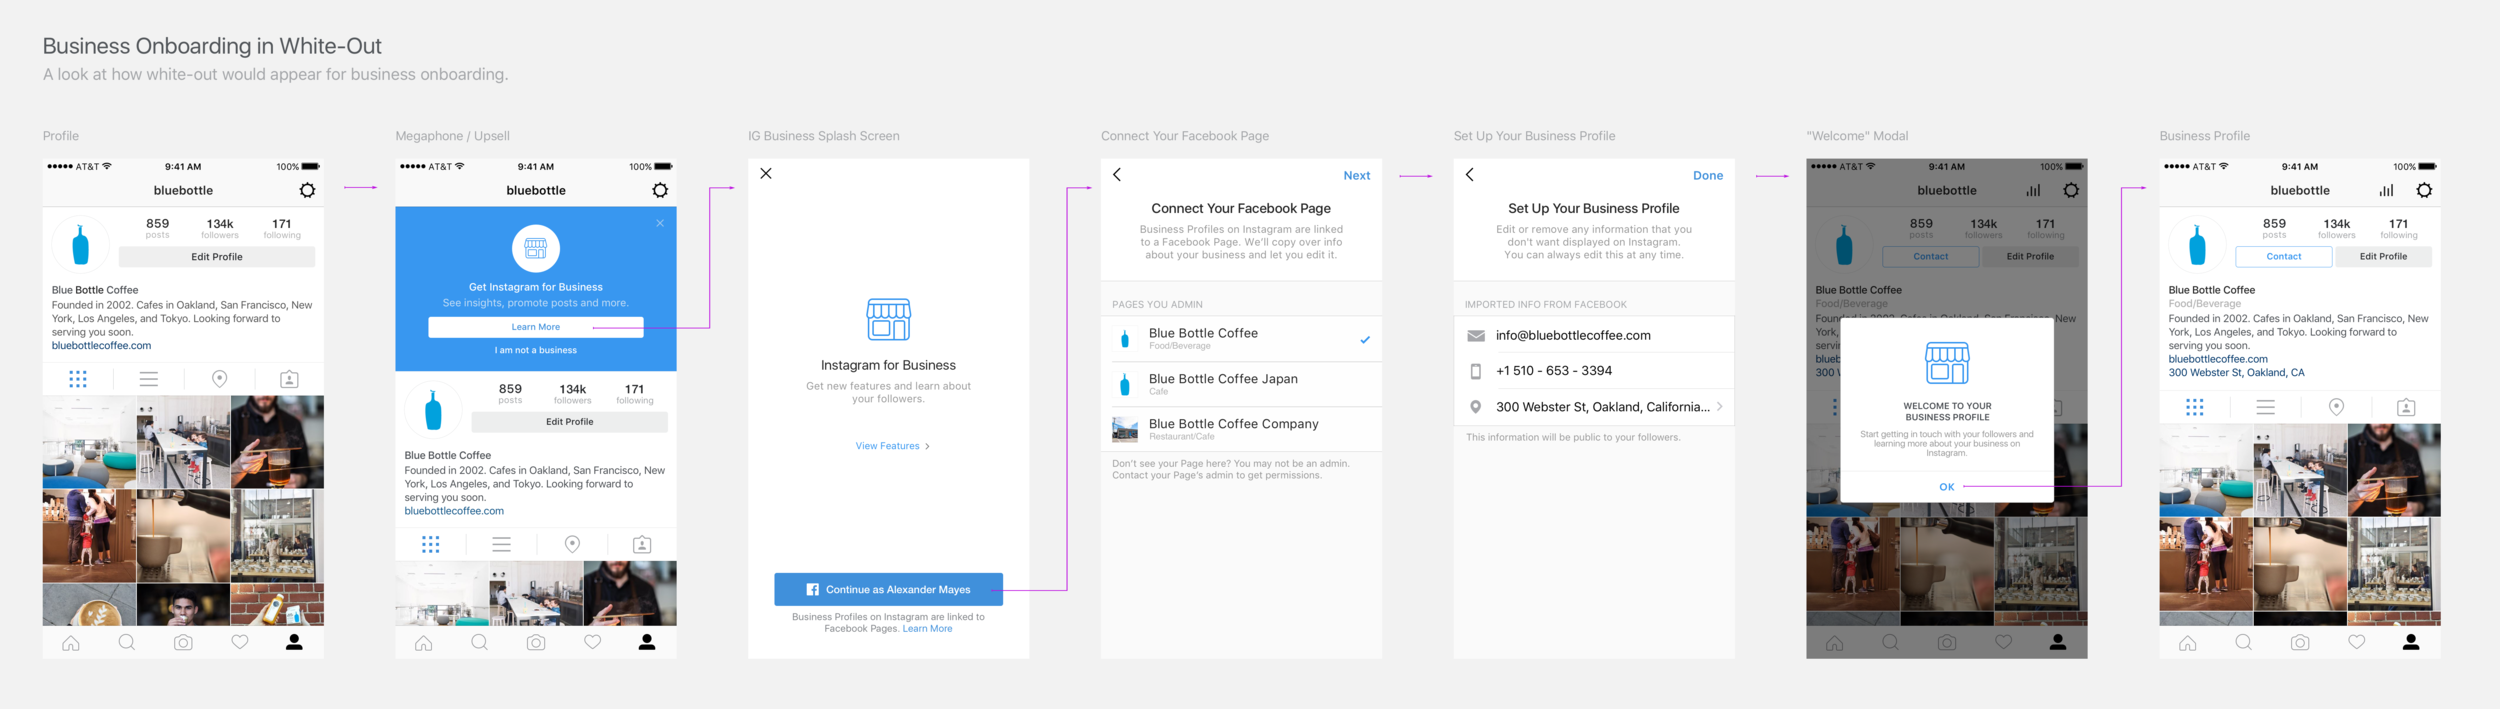 Business Onboarding in White-Out
A look at how white-out would appear for business onboarding.
Profile
AT&T
9:41 AM
100%
bluebottle
859
134k
171
posts
followers
following
Edit Profile
Blue Bottle Coffee
Founded in 2002. Cafes in Oakland, San Francisco, New
York, Los Angeles, and Tokyo. Looking forward to
serving you soon.
bluebottlecoffee.com
Megaphone / Upsell
AT&T
9:41 AM
100%
bluebottle
Get Instagram for Business
See insights, promote posts and more.
Learn More
I am not a business
859
134k
171
posts
followers
following
Edit Profile
Blue Bottle Coffee
Founded in 2002. Cafes in Oakland, San Francisco, New
York, Los Angeles, and Tokyo. Looking forward to
serving you soon.
bluebottlecoffee.com
IG Business Splash Screen
Instagram for Business
Get new features and learn about
your followers.
View Features
Continue as Alexander Mayes
Business Profiles on Instagram are linked to
Facebook Pages. Learn More
Connect Your Facebook Page
Next
Connect Your Facebook Page
Business Profiles on Instagram are linked
to a Facebook Page. We'll copy over info
about your business and let you edit it.
PAGES YOU ADMIN
Blue Bottle Coffee
Food/Beverage
Blue Bottle Coffee Japan
Cafe
Blue Bottle Coffee Company
Restaurant/Cafe
Don't see your Page here? You may not be an admin.
Contact your Page's admin to get permissions.
Set Up Your Business Profile
Done
Set Up Your Business Profile
Edit or remove any information that you
don't want displayed on Instagram.
You can always edit this at any time.
IMPORTED INFO FROM FACEBOOK
info@bluebottlecoffee.com
+1 510 - 653 - 3394
300 Webster St, Oakland, California...
This information will be public to your followers.
"Welcome" Modal
AT&T
9:41 AM
100%
bluebottle
859
134k
171
posts
followers
following
Contact
Edit Profile
Blue Bottle Coffee
Food/Beverage
Founded in 2002. Cafes in Oakland, San Francisco, New
York,
servin
blueb
300 W
WELCOME TO YOUR
BUSINESS PROFILE
Start getting in touch with your followers and
learning more about your business on
Instagram.
OK
Business Profile
AT&T
9:41 AM
100%
bluebottle
859
134k
171
posts
followers
following
Contact
Edit Profile
Blue Bottle Coffee
Food/Beverage
Founded in 2002. Cafes in Oakland, San Francisco, New
York, Los Angeles, and Tokyo. Looking forward to
serving you soon.
bluebottlecoffee.com
300 Webster St, Oakland, CA